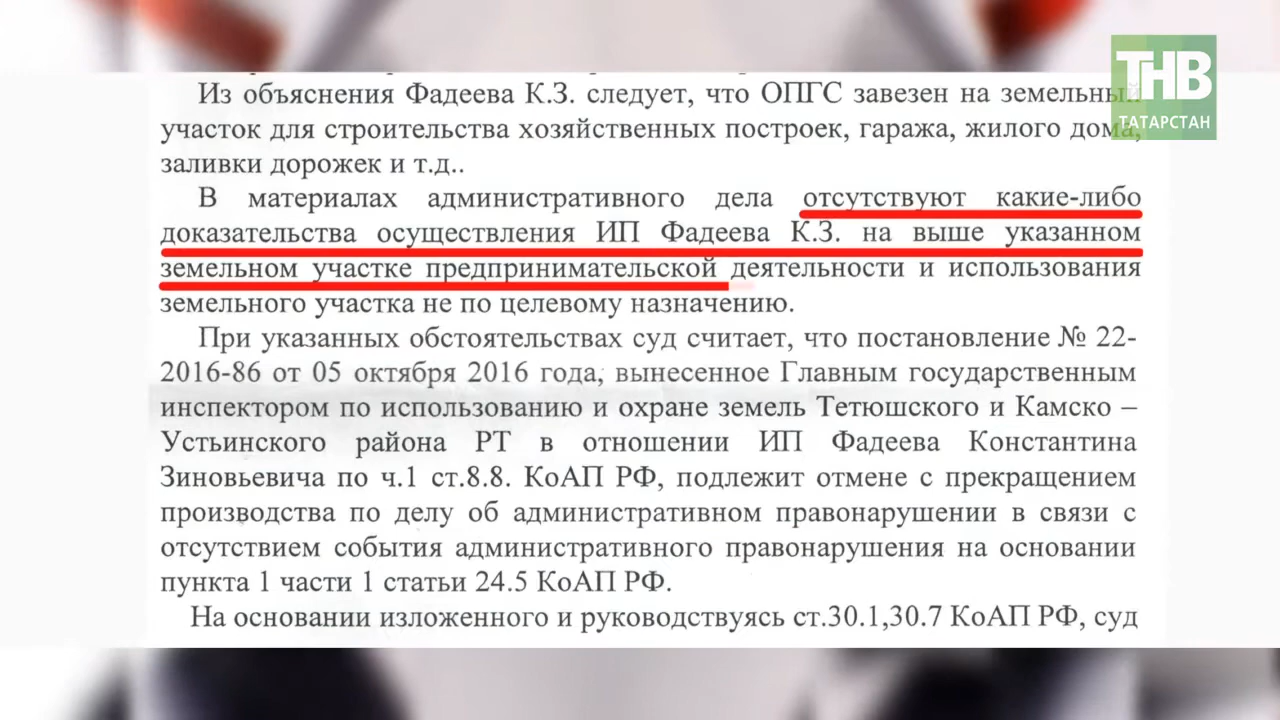 ТНВ
ТАТАРСТАН
Из объяснения Фадеева К.З. следует, что ОПГС завезен на земельный
участок для строительства хозяйственных построек, гаража, жилого дома,
заливки дорожек и т.д..
В материалах административного дела отсутствуют какие-либо
доказательства осуществления ИП Фадеева К.З. на выше указанном
земельном участке предпринимательской деятельности и использования
земельного участка не по целевому назначению.
При указанных обстоятельствах суд считает, что постановление № 22-
2016-86 от 05 октября 2016 года, вынесенное Главным государственным
инспектором по использованию и охране земель Тетюшского и Камско –
Устьинского района РТ в отношении ИП Фадеева Константина
Зиновьевича по ч.1 ст.8.8. КоАП РФ, подлежит отмене с прекращением
производства по делу об административном правонарушении в связи с
отсутствием события административного правонарушения на основании
пункта 1 части 1 статьи 24.5 КоАП РФ.
На основании изложенного и руководствуясь ст.30.1,30.7 КоАП РФ, суд